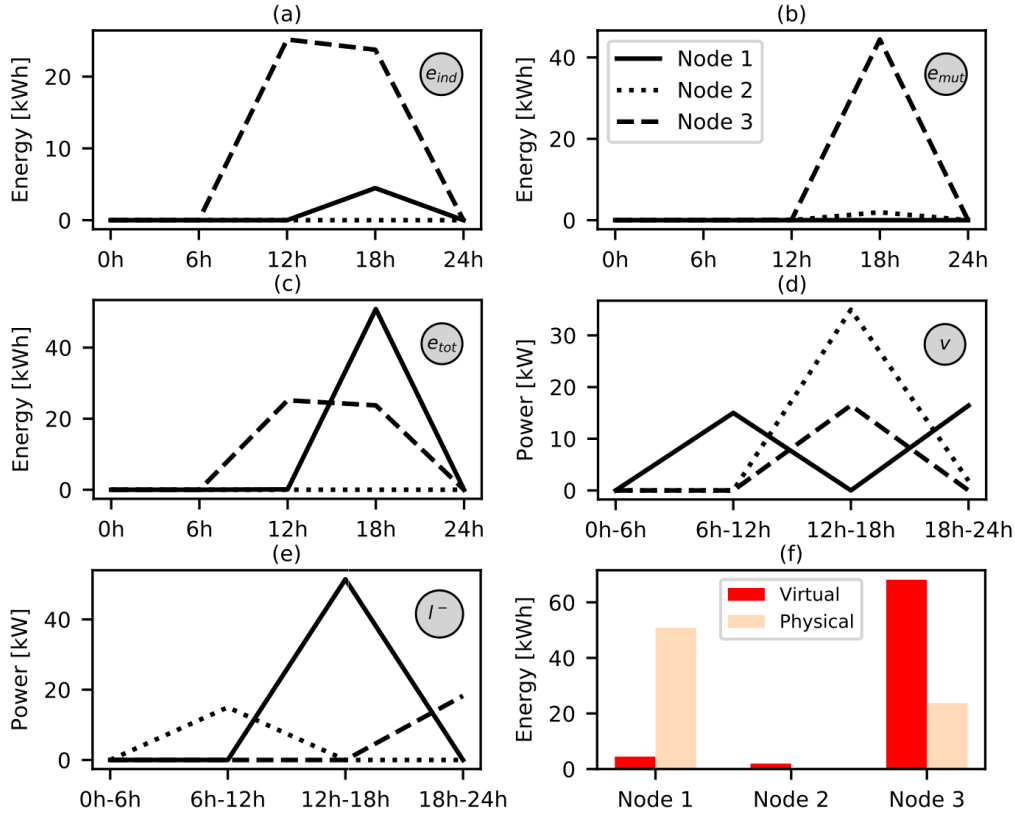 (a)
Energy [kWh]
20
10
0
0h 6h 12h 18h 24h
e_ind
(b)
Energy [kWh]
40
20
0
0h 6h 12h 18h 24h
Node 1
Node 2
Node 3
e_mut
(c)
Energy [kWh]
40
20
0
0h 6h 12h 18h 24h
e_tot
(d)
Power [kW]
30
20
10
0
0h-6h 6h-12h 12h-18h 18h-24h
v
(e)
Power [kW]
40
20
0
0h-6h 6h-12h 12h-18h 18h-24h
l⁻
(f)
Energy [kWh]
60
40
20
0
Node 1 Node 2 Node 3
Virtual
Physical